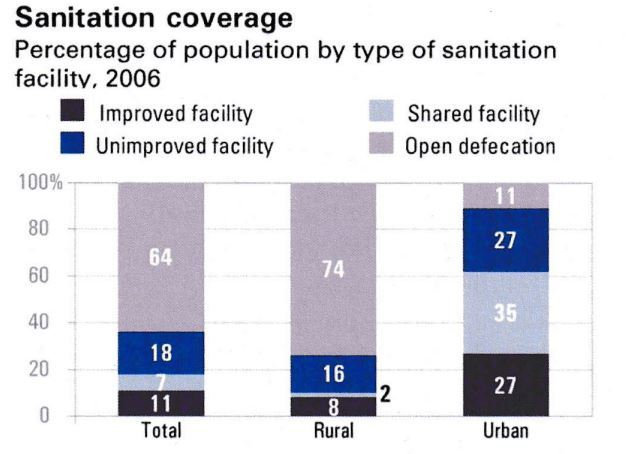 Sanitation coverage
Percentage of population by type of sanitation
facility, 2006
Improved facility
Shared facility
Unimproved facility
Open defecation
100%
80
60
40
20
0
64
18
7
11
74
16
2
8
11
27
35
27
Total
Rural
Urban